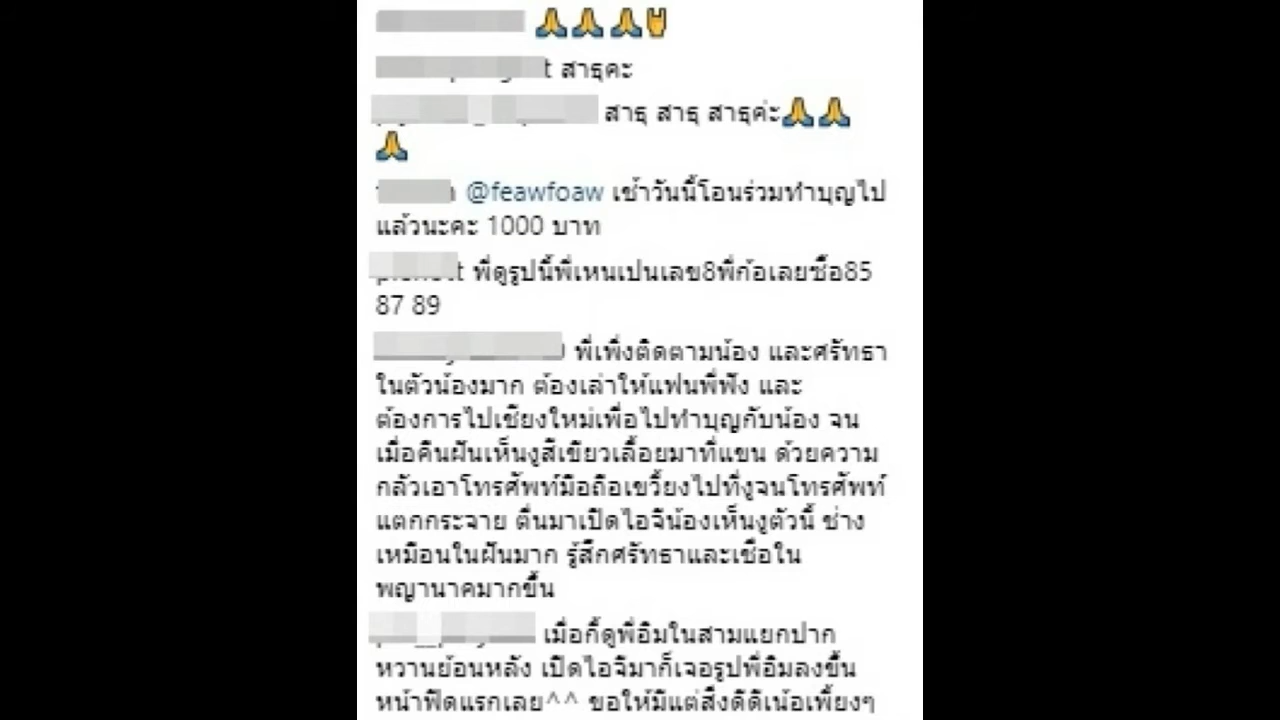 🙏🙏🙏🤘
t สาธุคะ
สาธุ สาธุ สาธุค่ะ🙏🙏
🙏
@feawfoaw เช้าวันนี้โอนร่วมทำบุญไป
แล้วนะคะ 1000 บาท
t พี่ดูรูปนี้พี่เหนเปนเลข8พี่ก้อเลยซื้อ85
87 89
พี่เพิ่งติดตามน้อง และศรัทธา
ในตัวน้องมาก ต้องเล่าให้แฟนพี่ฟัง และ
ต้องการไปเชียงใหม่เพื่อไปทำบุญกับน้อง จน
เมื่อคืนฝันเห็นงูสีเขียวเลื้อยมาที่แขน ด้วยความ
กลัวเอาโทรศัพท์มือถือเขวี้ยงไปที่งูจนโทรศัพท์
แตกกระจาย ตื่นมาเปิดไอจีน้องเห็นงูตัวนี้ ช่าง
เหมือนในฝันมาก รู้สึกศรัทธาและเชื่อใน
พญานาคมากขึ้น
เมื่อกี้ดูพี่อิมในสามแยกปาก
หวานย้อนหลัง เปิดไอจีมาก็เจอรูปพี่อิมลงขึ้น
หน้าฟีดแรกเลย^^ ขอให้มีแต่สิ่งดีดีเน้อเพี้ยงๆ